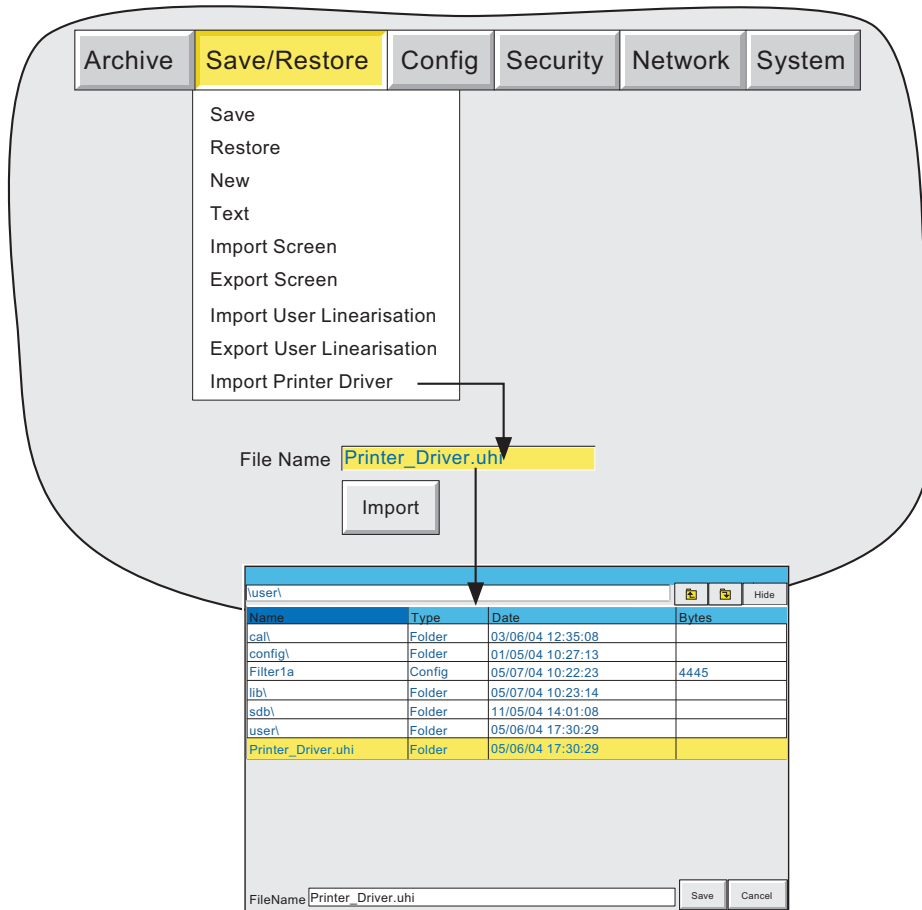 Archive Save/Restore Config Security Network System
Save
Restore
New
Text
Import Screen
Export Screen
Import User Linearisation
Export User Linearisation
Import Printer Driver
File Name Printer_Driver.uhi
Import
\user\ Hide
Name Type Date Bytes
cal\ Folder 03/06/04 12:35:08
config\ Folder 01/05/04 10:27:13
Filter1a Config 05/07/04 10:22:23 4445
lib\ Folder 05/07/04 10:23:14
sdb\ Folder 11/05/04 14:01:08
user\ Folder 05/06/04 17:30:29
Printer_Driver.uhi Folder 05/06/04 17:30:29
FileName Printer_Driver.uhi Save Cancel